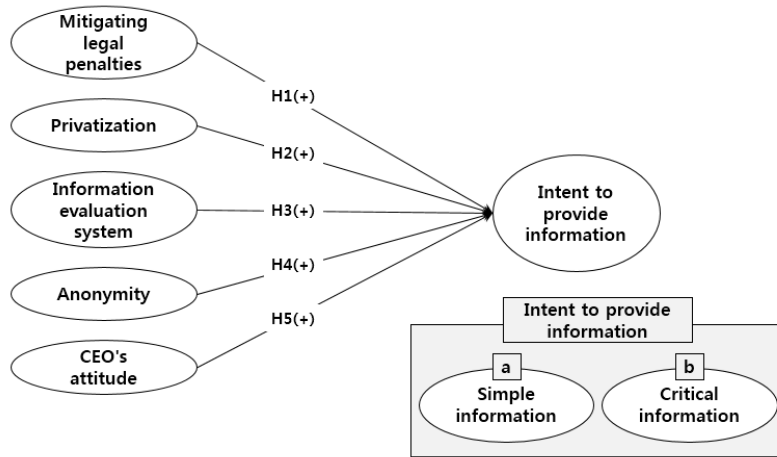 Mitigating
legal
penalties
H1(+)
Privatization
H2(+)
Information
evaluation
system
H3(+)
Intent to
provide
information
H4(+)
Anonymity
H5(+)
CEO's
attitude
Intent to provide
information
a
Simple
information
b
Critical
information